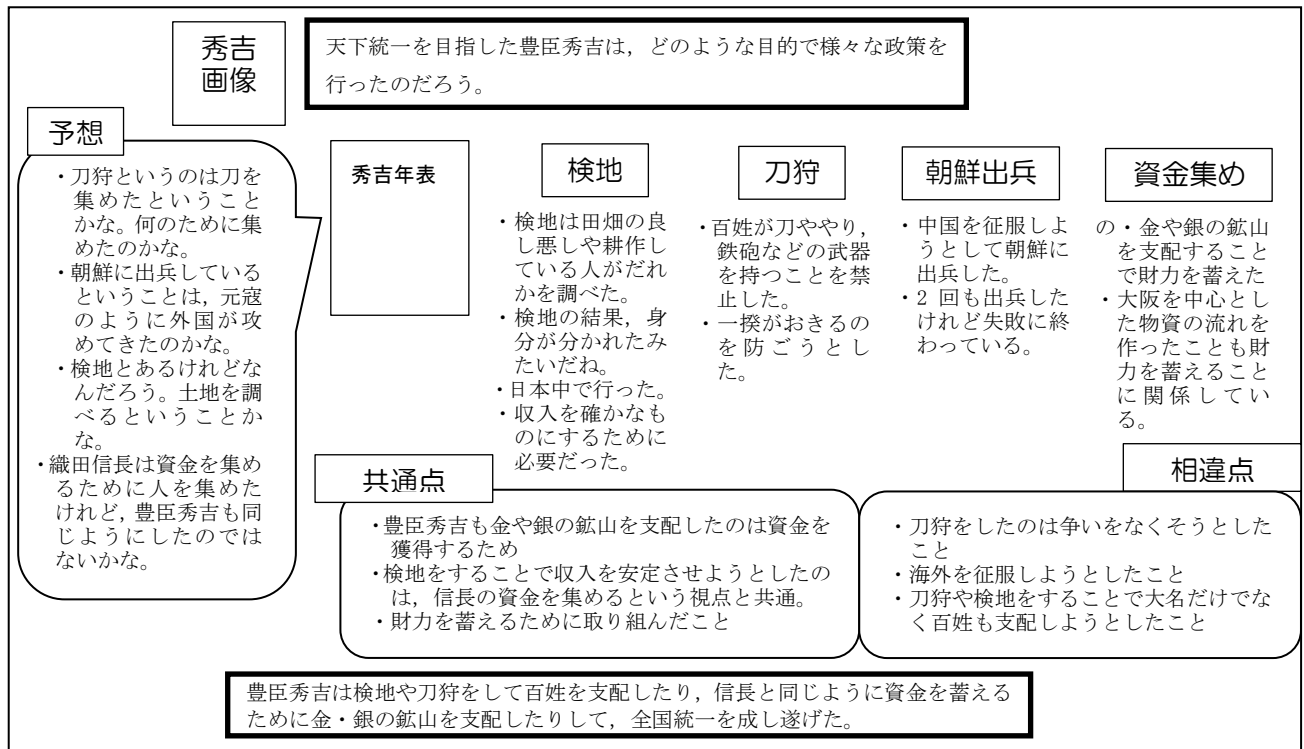 秀吉
画像
天下統一を目指した豊臣秀吉は，どのような目的で様々な政策を
行ったのだろう。
予想
・刀狩というのは刀を
集めたということ
かな。何のために集
めたのかな。
・朝鮮に出兵している
ということは，元寇
のように外国が攻
めてきたのかな。
・検地とあるけれどな
んだろう。土地を調
べるということか
な。
・織田信長は資金を集め
るために人を集めた
けれど，豊臣秀吉も同
じようにしたのでは
ないかな。
秀吉年表
検地
・検地は田畑の良
し悪しや耕作し
ている人がだれ
かを調べた。
・検地の結果，身
分が分かれたみ
たいだね。
・日本中で行った。
・収入を確かなも
のにするために
必要だった。
刀狩
・百姓が刀ややり，
鉄砲などの武器
を持つことを禁
止した。
・一揆がおきるの
を防ごうとし
た。
朝鮮出兵
・中国を征服しよ
うとして朝鮮に
出兵した。
・2 回も出兵した
けれど失敗に終
わっている。
資金集め
の・金や銀の鉱山
を支配すること
で財力を蓄えた
・大阪を中心とし
た物資の流れを
作ったことも財
力を蓄えること
に関係してい
る。
共通点
・豊臣秀吉も金や銀の鉱山を支配したのは資金を
獲得するため
・検地をすることで収入を安定させようとしたの
は，信長の資金を集めるという視点と共通。
・財力を蓄えるために取り組んだこと
相違点
・刀狩をしたのは争いをなくそうとした
こと
・海外を征服しようとしたこと
・刀狩や検地をすることで大名だけでな
く百姓も支配しようとしたこと
豊臣秀吉は検地や刀狩をして百姓を支配したり，信長と同じように資金を蓄える
ために金・銀の鉱山を支配したりして，全国統一を成し遂げた。